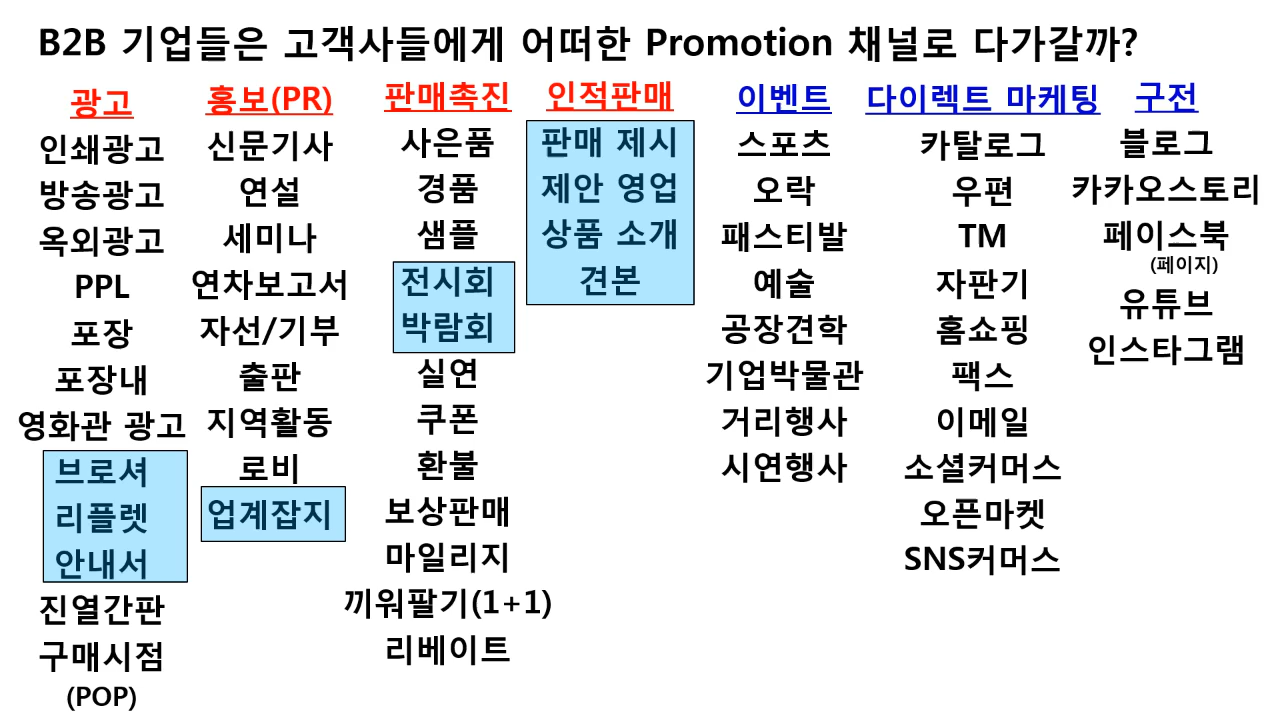 B2B 기업들은 고객사들에게 어떠한 Promotion 채널로 다가갈까?
광고
인쇄광고
방송광고
옥외광고
PPL
포장
포장내
영화관 광고
브로셔
리플렛
안내서
진열간판
구매시점
(POP)
홍보(PR)
신문기사
연설
세미나
연차보고서
자선/기부
출판
지역활동
로비
업계잡지
판매촉진
사은품
경품
샘플
전시회
박람회
실연
쿠폰
환불
보상판매
마일리지
끼워팔기(1+1)
리베이트
인적판매
판매 제시
제안 영업
상품 소개
견본
이벤트
스포츠
오락
패스티발
예술
공장견학
기업박물관
거리행사
시연행사
다이렉트 마케팅
카탈로그
우편
TM
자판기
홈쇼핑
팩스
이메일
소셜커머스
오픈마켓
SNS커머스
구전
블로그
카카오스토리
페이스북
(페이지)
유튜브
인스타그램